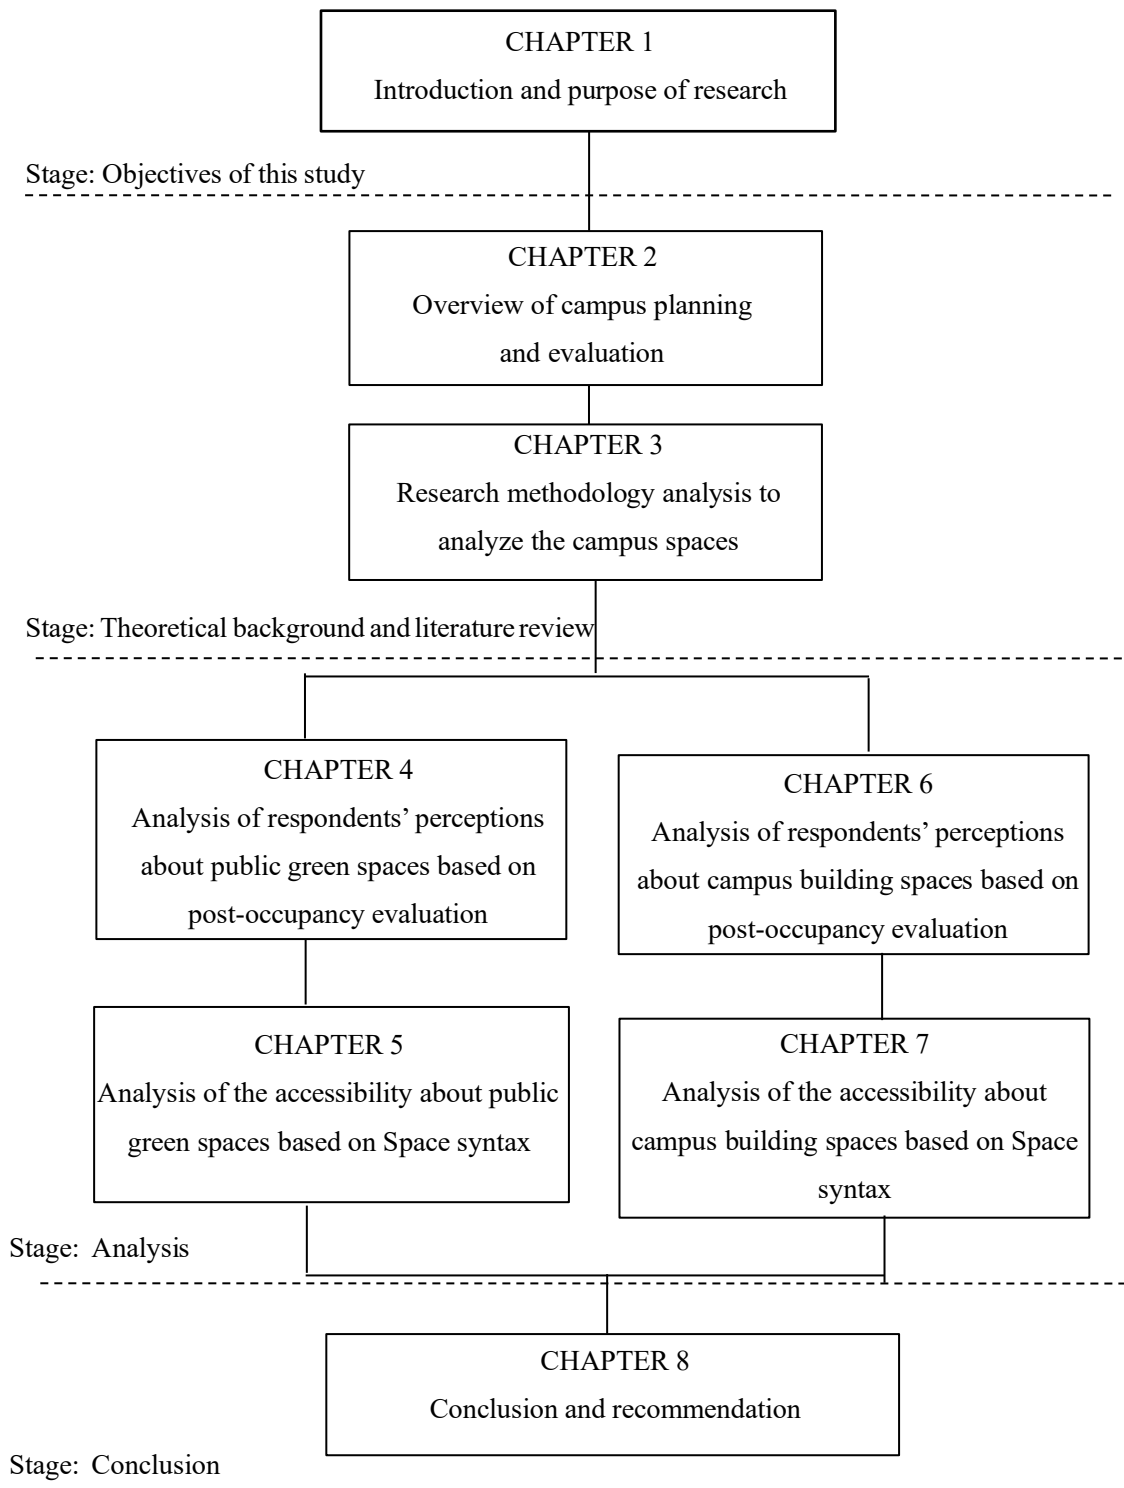 CHAPTER 1
Introduction and purpose of research
Stage: Objectives of this study
CHAPTER 2
Overview of campus planning
and evaluation
CHAPTER 3
Research methodology analysis to
analyze the campus spaces
Stage: Theoretical background and literature review
CHAPTER 4
Analysis of respondents’ perceptions
about public green spaces based on
post-occupancy evaluation
CHAPTER 6
Analysis of respondents’ perceptions
about campus building spaces based on
post-occupancy evaluation
CHAPTER 5
Analysis of the accessibility about public
green spaces based on Space syntax
CHAPTER 7
Analysis of the accessibility about
campus building spaces based on Space
syntax
Stage: Analysis
CHAPTER 8
Conclusion and recommendation
Stage: Conclusion